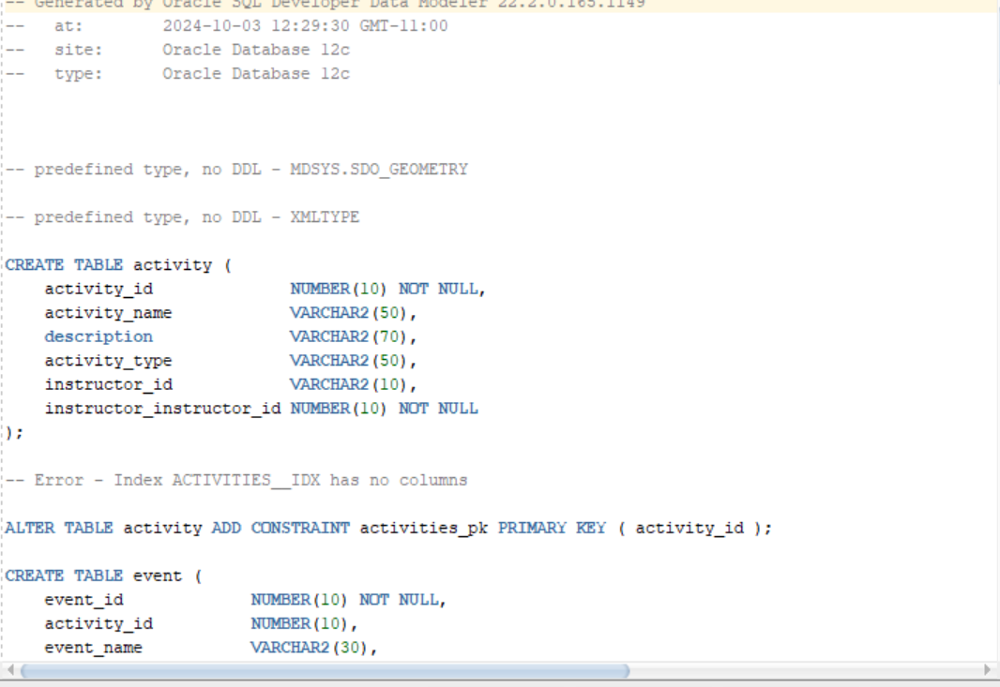 -- Generated by Oracle SQL Developer Data Modeler 22.2.0.165.1149
--   at:        2024-10-03 12:29:30 GMT-11:00
--   site:      Oracle Database 12c
--   type:      Oracle Database 12c
-- predefined type, no DDL - MDSYS.SDO_GEOMETRY
-- predefined type, no DDL - XMLTYPE
CREATE TABLE activity (
    activity_id              NUMBER(10) NOT NULL,
    activity_name            VARCHAR2(50),
    description              VARCHAR2(70),
    activity_type            VARCHAR2(50),
    instructor_id            VARCHAR2(10),
    instructor_instructor_id NUMBER(10) NOT NULL
);
-- Error - Index ACTIVITIES__IDX has no columns
ALTER TABLE activity ADD CONSTRAINT activities_pk PRIMARY KEY ( activity_id );
CREATE TABLE event (
    event_id             NUMBER(10) NOT NULL,
    activity_id          NUMBER(10),
    event_name           VARCHAR2(30),